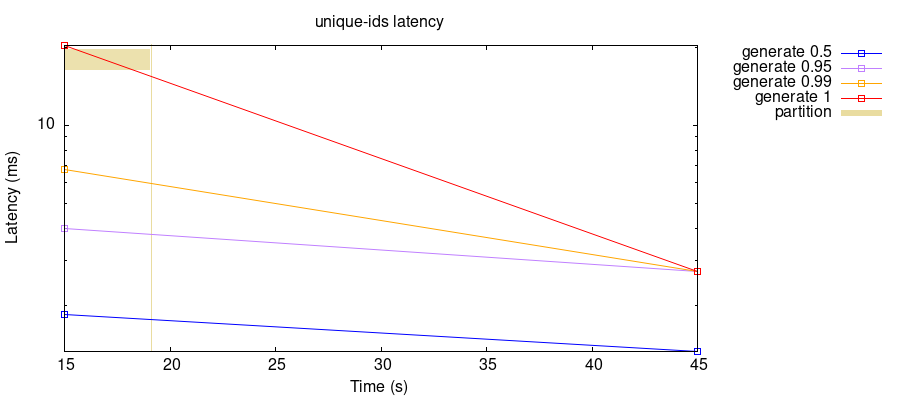 unique-ids latency
generate 0.5
generate 0.95
generate 0.99
generate 1
partition
10
Latency (ms)
15 20 25 30 35 40 45
Time (s)